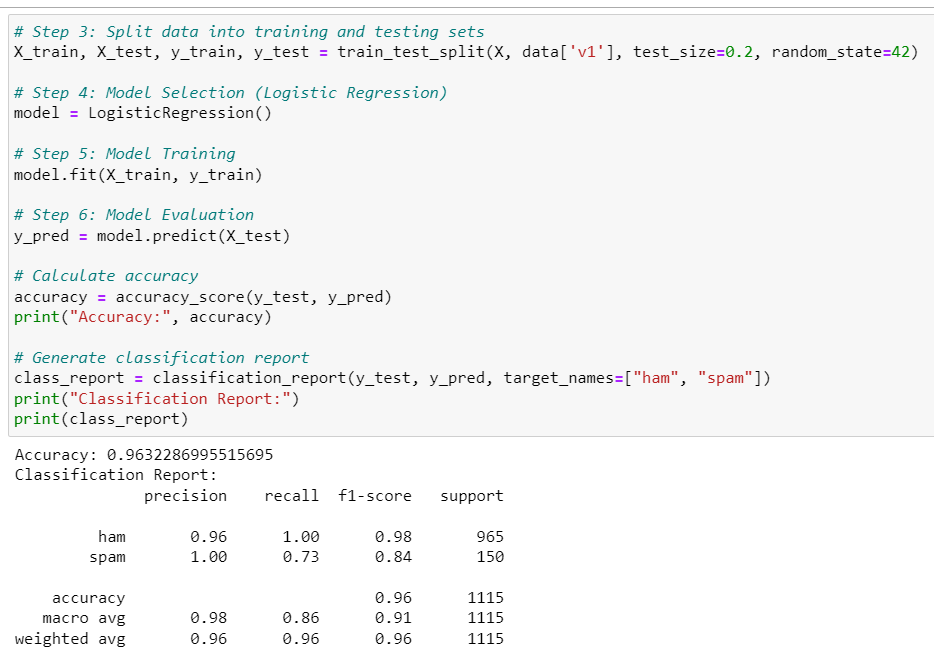 # Step 3: Split data into training and testing sets
X_train, X_test, y_train, y_test = train_test_split(X, data['v1'], test_size=0.2, random_state=42)
# Step 4: Model Selection (Logistic Regression)
model = LogisticRegression()
# Step 5: Model Training
model.fit(X_train, y_train)
# Step 6: Model Evaluation
y_pred = model.predict(X_test)
# Calculate accuracy
accuracy = accuracy_score(y_test, y_pred)
print("Accuracy:", accuracy)
# Generate classification report
class_report = classification_report(y_test, y_pred, target_names=["ham", "spam"])
print("Classification Report:")
print(class_report)
Accuracy: 0.9632286995515695
Classification Report:
precision recall f1-score support
ham 0.96 1.00 0.98 965
spam 1.00 0.73 0.84 150
accuracy 0.96 1115
macro avg 0.98 0.86 0.91 1115
weighted avg 0.96 0.96 0.96 1115